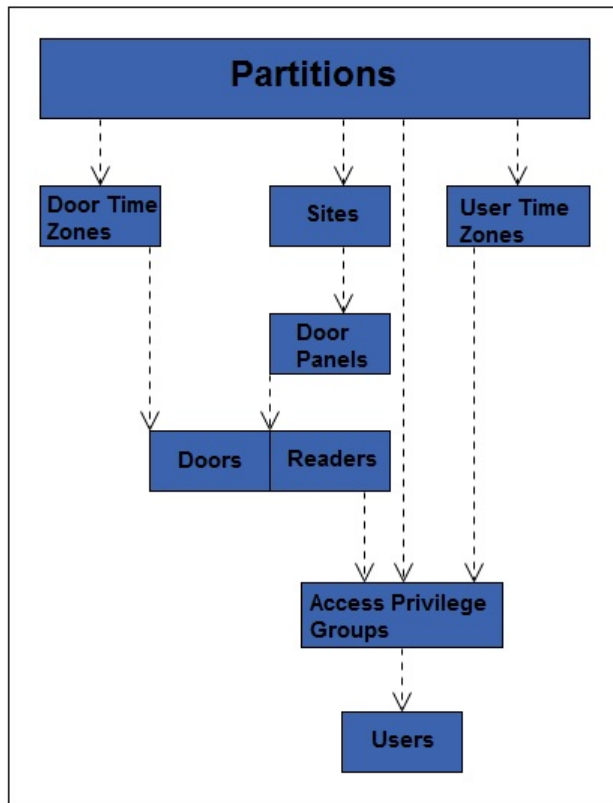 Partitions
Door Time
Zones
Sites
User Time
Zones
Door
Panels
Doors
Readers
Access Privilege
Groups
Users